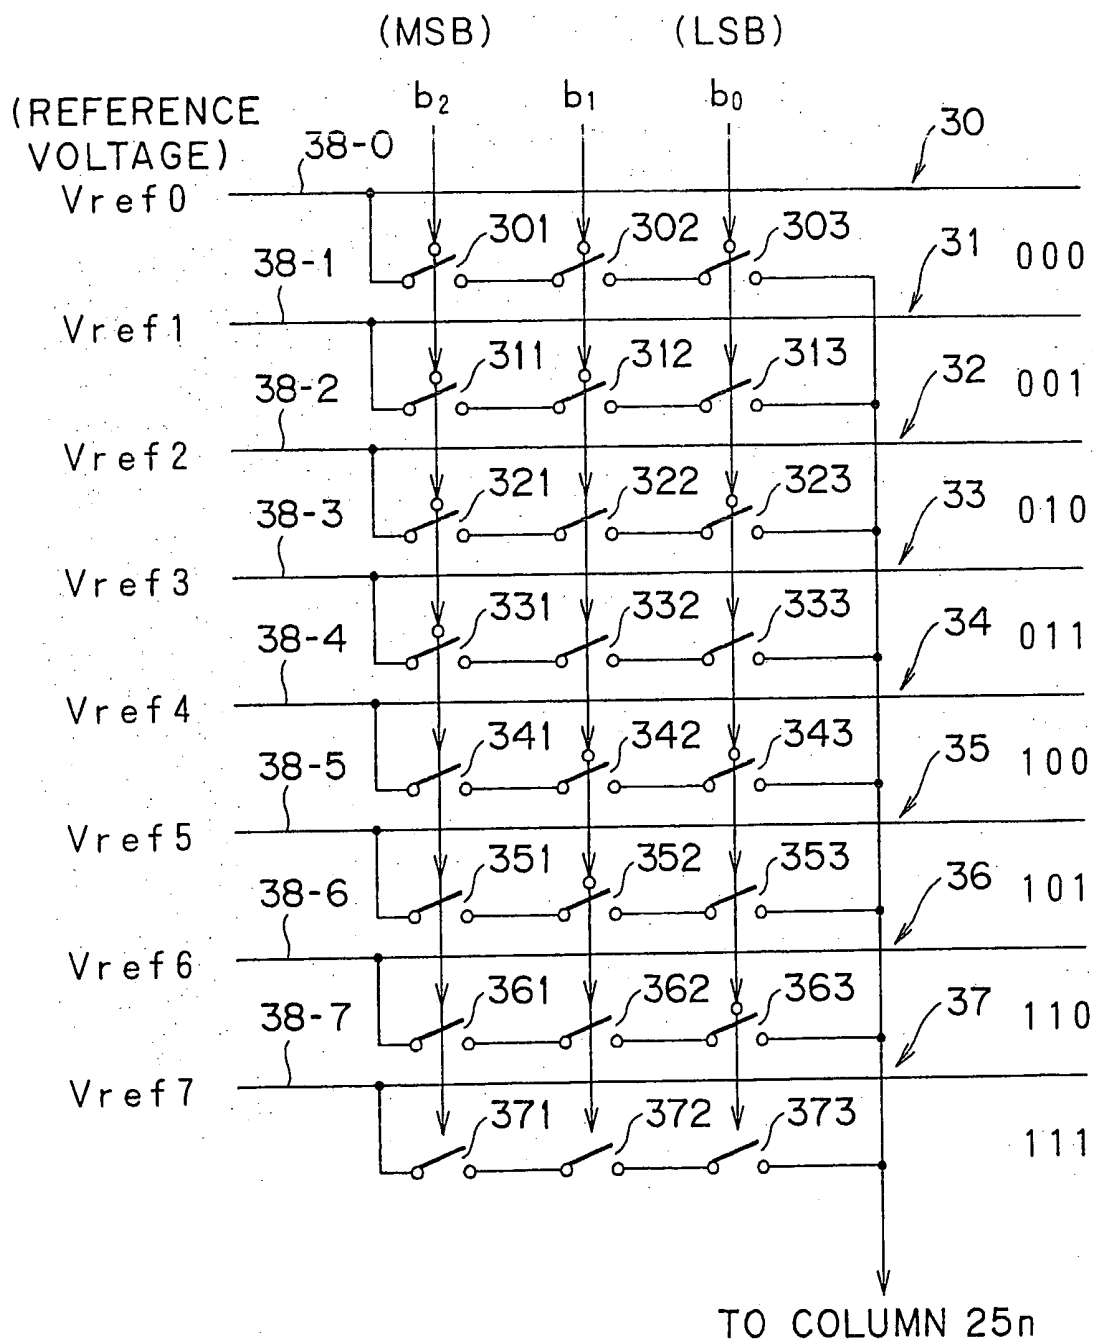 (MSB) (LSB)
b2 b1 b0
(REFERENCE
VOLTAGE)
38-0 30
Vref0
301 302 303 31 000
38-1
Vref1
311 312 313 32 001
38-2
Vref2
321 322 323 33 010
38-3
Vref3
331 332 333 34 011
38-4
Vref4
341 342 343 35 100
38-5
Vref5
351 352 353 36 101
38-6
Vref6
361 362 363 37 110
38-7
Vref7
371 372 373 111
TO COLUMN 25n